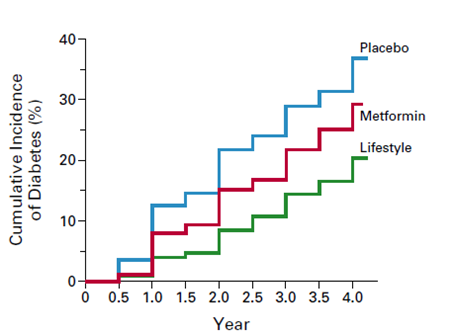 Cumulative Incidence
of Diabetes (%)
40
30
20
10
0
Placebo
Metformin
Lifestyle
0 0.5 1.0 1.5 2.0 2.5 3.0 3.5 4.0
Year